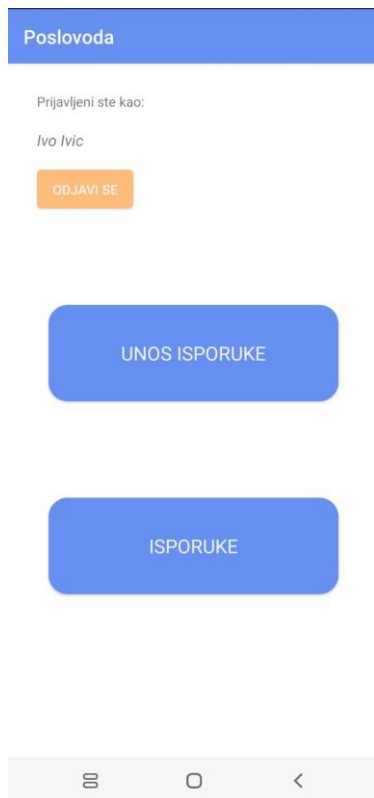 Poslovoda
Prijavljeni ste kao:
Ivo Ivic
ODJAVI SE
UNOS ISPORUKE
ISPORUKE